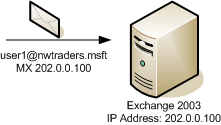 user1@nwtraders.msft
MX 202.0.0.100
Exchange 2003
IP Address: 202.0.0.100